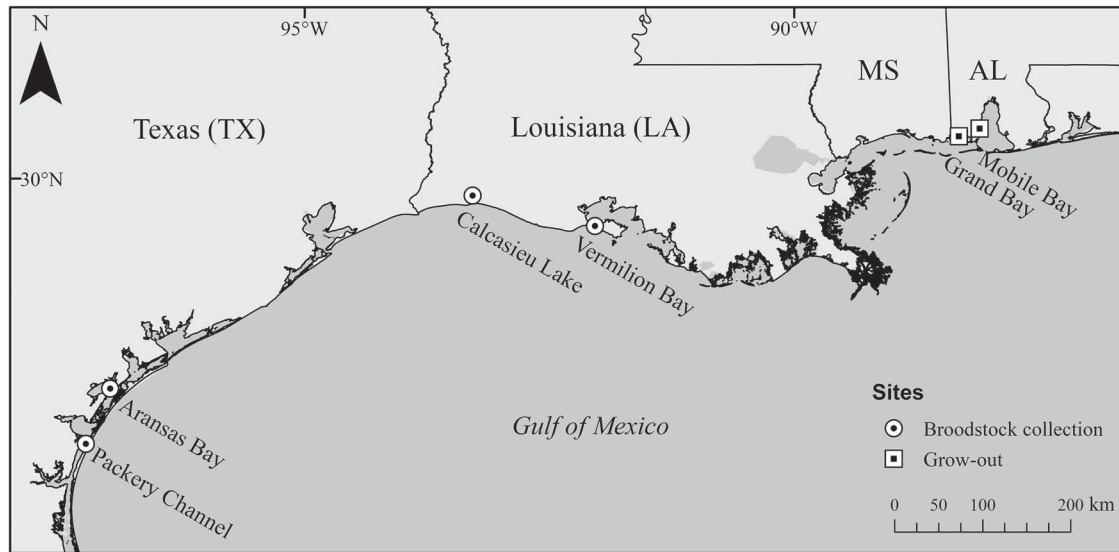 N
95°W
90°W
MS
AL
Texas (TX)
Louisiana (LA)
30°N
Mobile Bay
Grand Bay
Calcasieu Lake
Vermilion Bay
Aransas Bay
Packery Channel
Gulf of Mexico
Sites
Broodstock collection
Grow-out
0 50 100 200 km